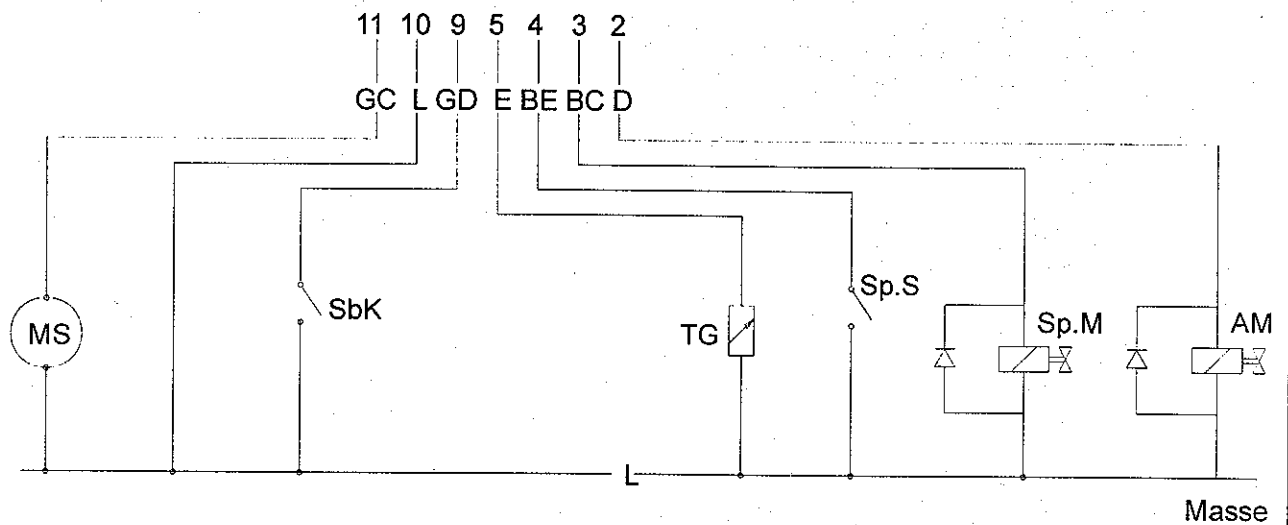 11 10 9 5 4 3 2
GC L GD E BE BC D
MS
SbK
TG
Sp.S
Sp.M
AM
L
Masse